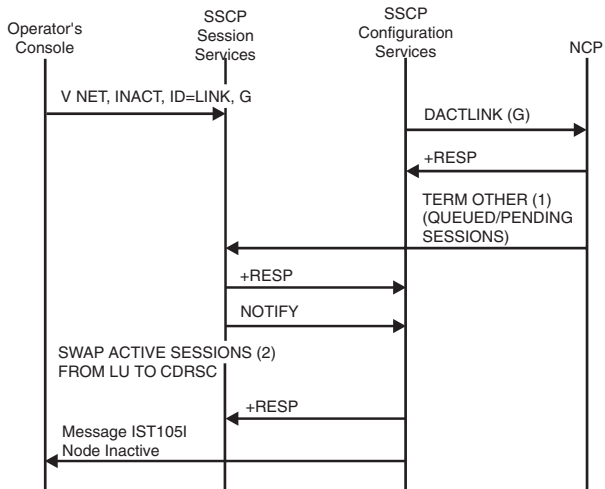 Operator's
Console
SSCP
Session
Services
SSCP
Configuration
Services
NCP
V NET, INACT, ID=LINK, G
DACTLINK (G)
+RESP
TERM OTHER (1)
(QUEUED/PENDING
SESSIONS)
+RESP
NOTIFY
SWAP ACTIVE SESSIONS (2)
FROM LU TO CDRSC
+RESP
Message IST105I
Node Inactive